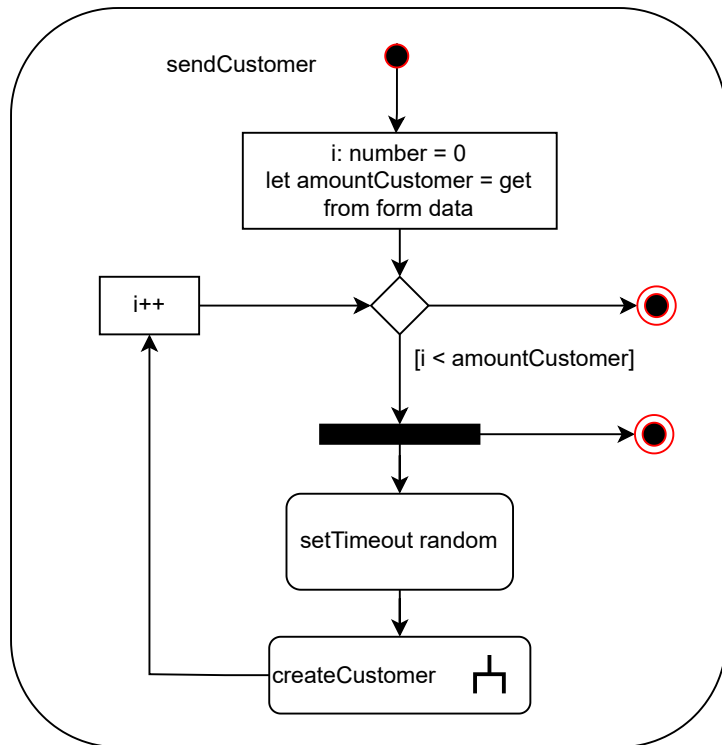 sendCustomer
i: number = 0
let amountCustomer = get
from form data
i++
[i < amountCustomer]
setTimeout random
createCustomer